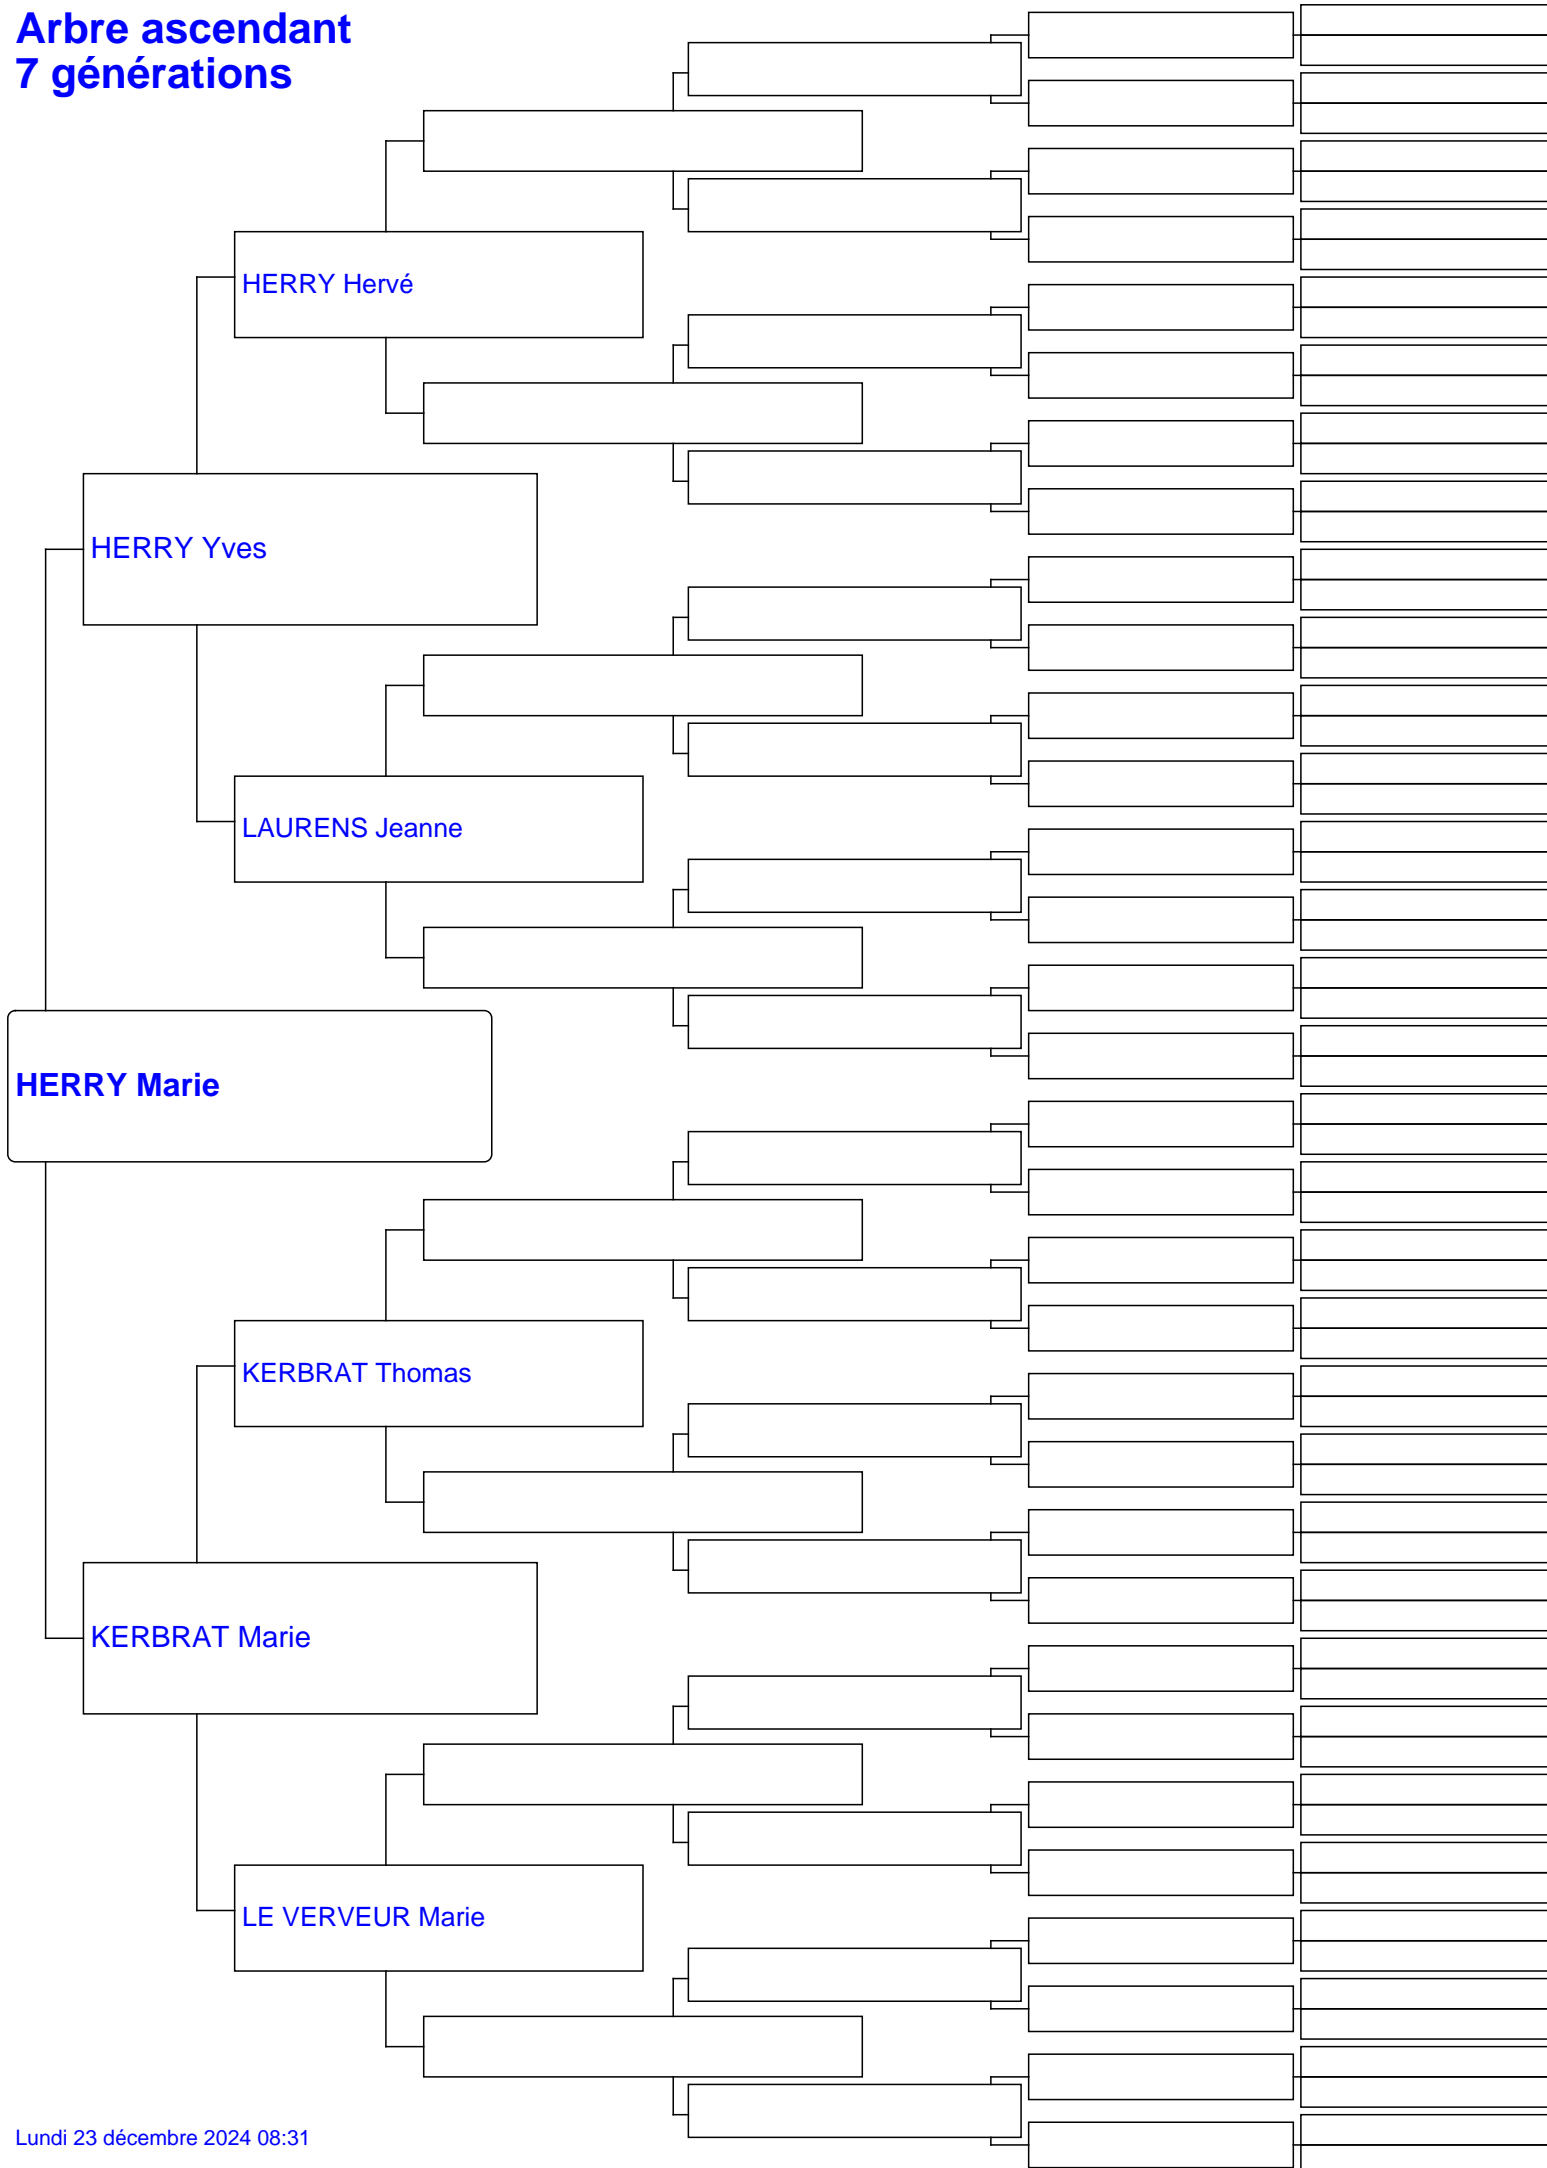 Arbre ascendant
7 générations
HERRY Hervé
HERRY Yves
LAURENS Jeanne
HERRY Marie
KERBRAT Thomas
KERBRAT Marie
LE VERVEUR Marie
Lundi 23 décembre 2024 08:31